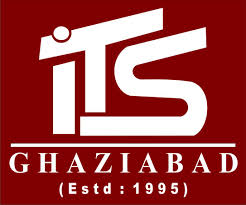 iTS
GHAZIABAD
(Estd : 1995)